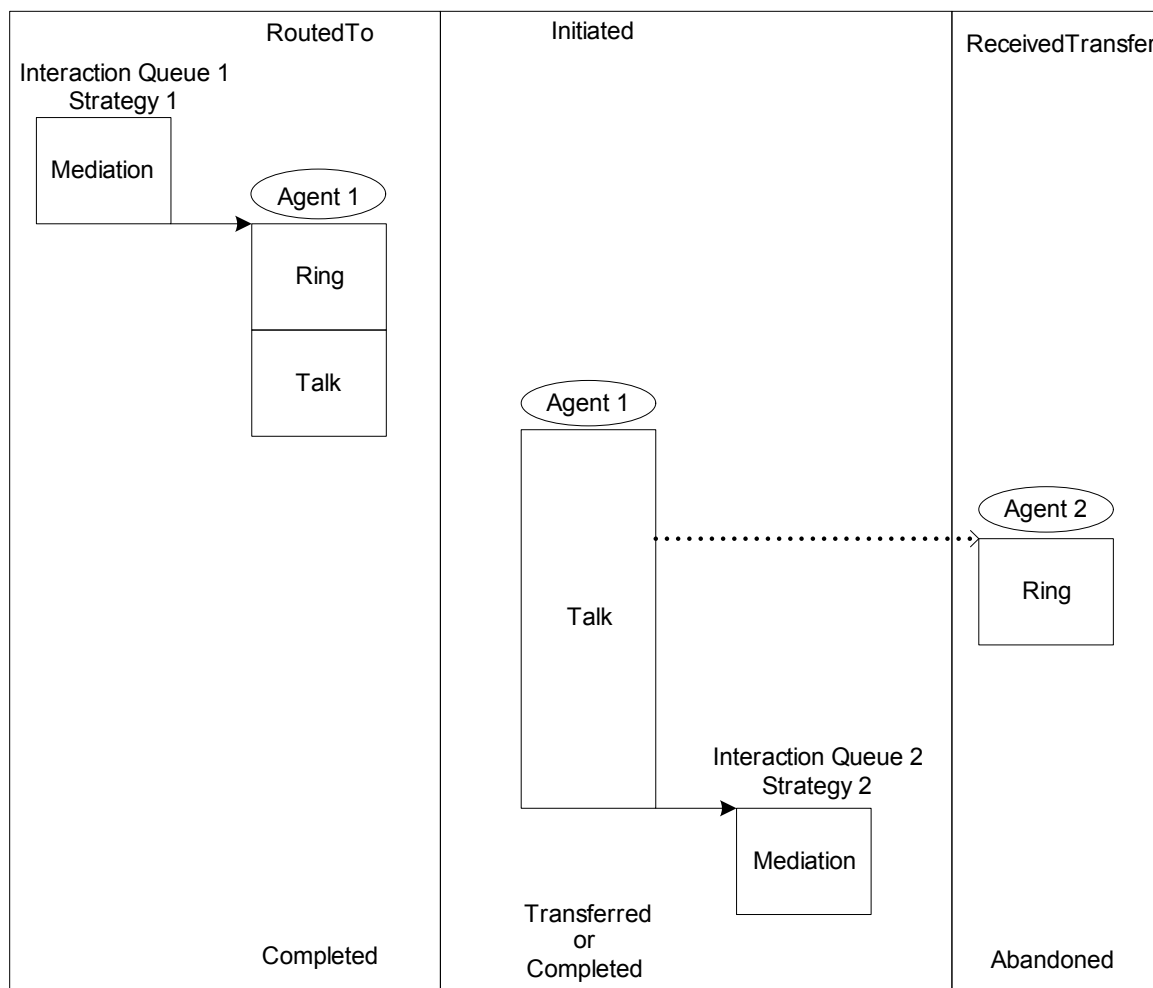 RoutedTo
Initiated
ReceivedTransfer
Interaction Queue 1
Strategy 1
Mediation
Agent 1
Ring
Talk
Agent 1
Agent 2
Ring
Talk
Interaction Queue 2
Strategy 2
Mediation
Transferred
or
Completed
Completed
Abandoned